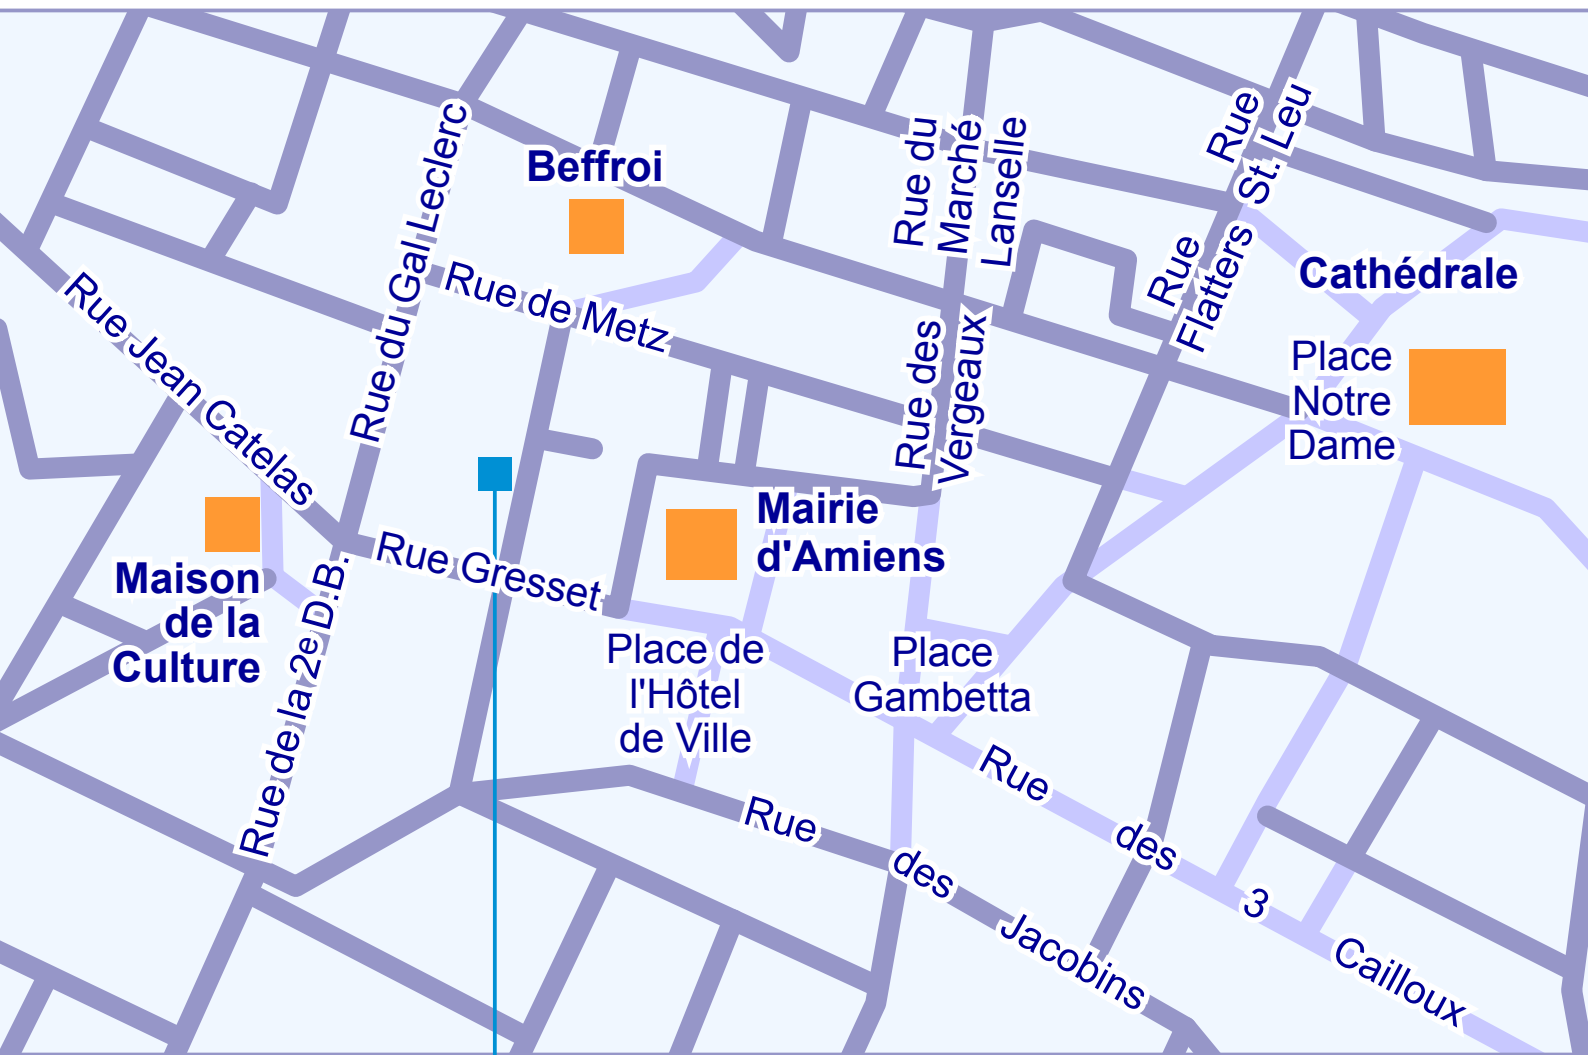 Rue du Gal Leclerc
Beffroi
Rue du
Marché
Lanselle
Rue
St. Leu
Rue
Flatters
Cathédrale
Rue de Metz
Rue Jean Catelas
Rue des
Vergeaux
Place
Notre
Dame
Maison
de la
Culture
Rue Gresset
Mairie
d'Amiens
Rue de la 2e D.B.
Place de
l'Hôtel
de Ville
Place
Gambetta
Rue des 3 Cailloux
Rue des Jacobins